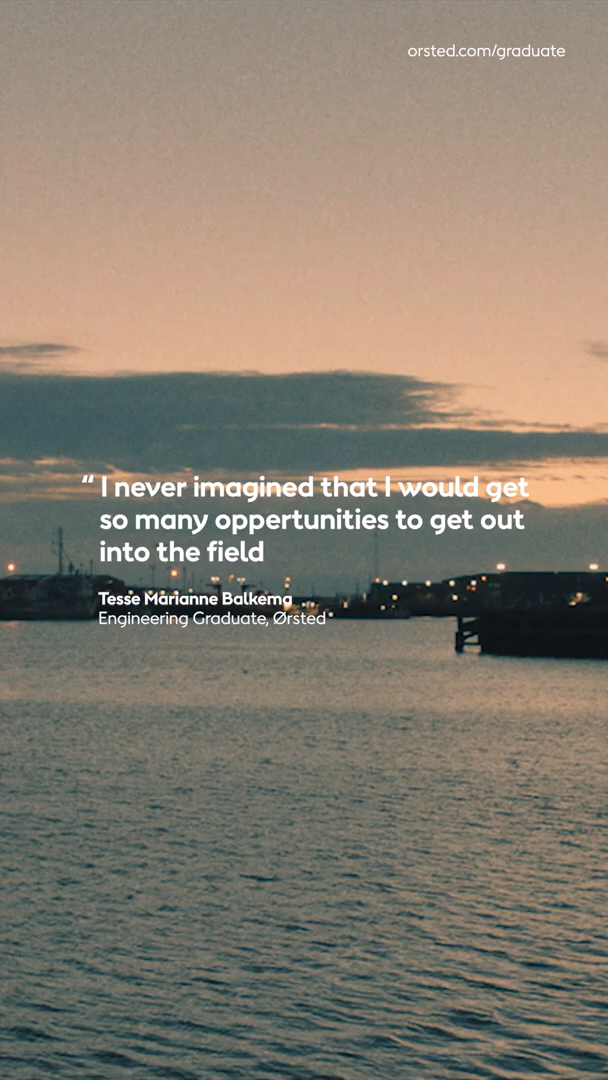 orsted.com/graduate
“ I never imagined that I would get
so many oppertunities to get out
into the field
Tesse Marianne Balkema
Engineering Graduate, Ørsted